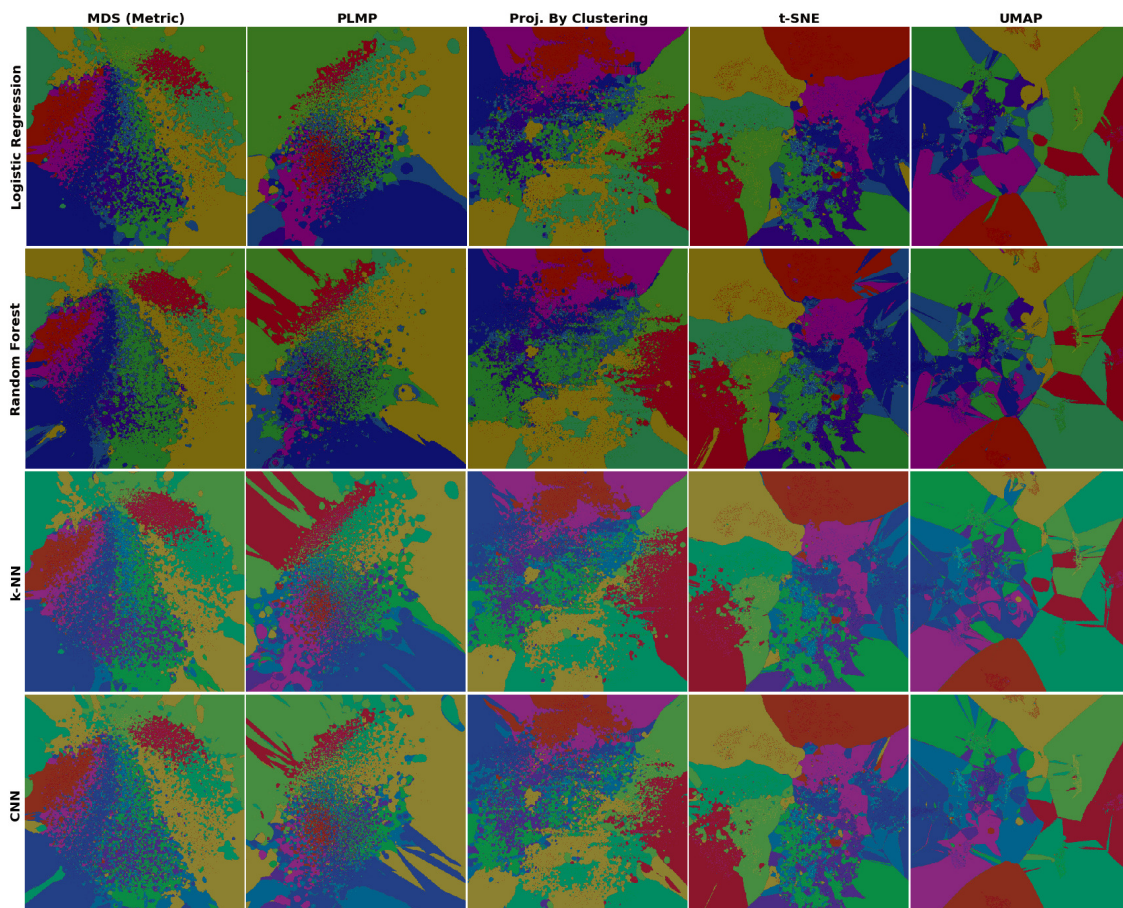 MDS (Metric) PLMP Proj. By Clustering t-SNE UMAP
Logistic Regression
Random Forest
k-NN
CNN